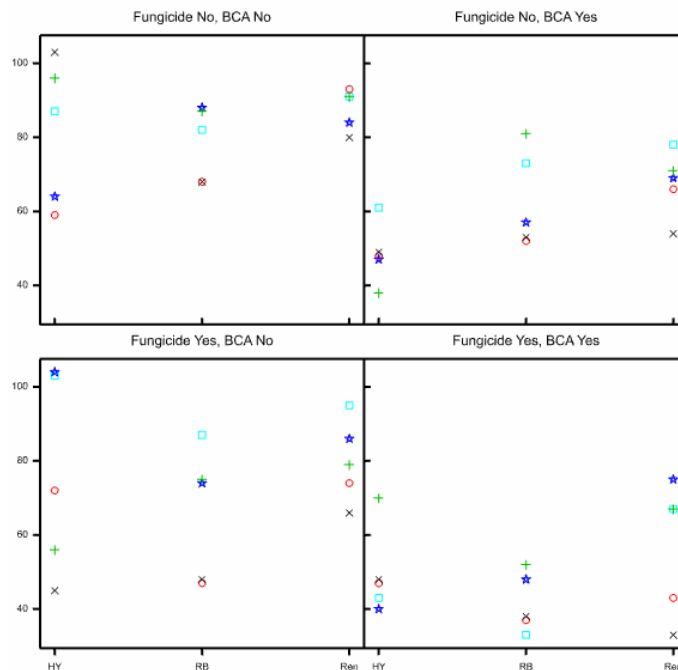 Fungicide No, BCA No Fungicide No, BCA Yes
100
80
60
40
Fungicide Yes, BCA No Fungicide Yes, BCA Yes
100
80
60
40
HY RB Ren HY RB Ren